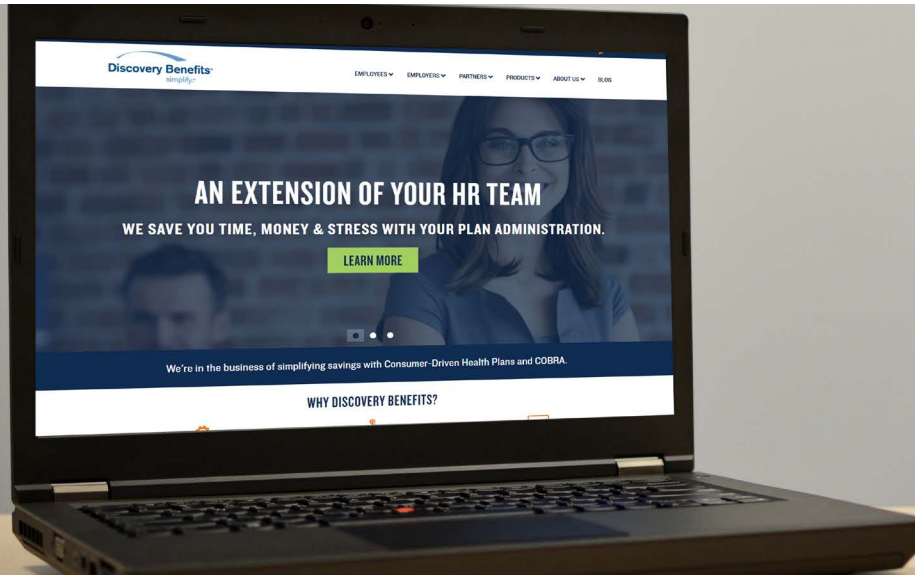 Discovery Benefits
simplify.
EMPLOYEES EMPLOYERS PARTNERS PRODUCTS ABOUT US BLOG
AN EXTENSION OF YOUR HR TEAM
WE SAVE YOU TIME, MONEY & STRESS WITH YOUR PLAN ADMINISTRATION.
LEARN MORE
We're in the business of simplifying savings with Consumer-Driven Health Plans and COBRA.
WHY DISCOVERY BENEFITS?